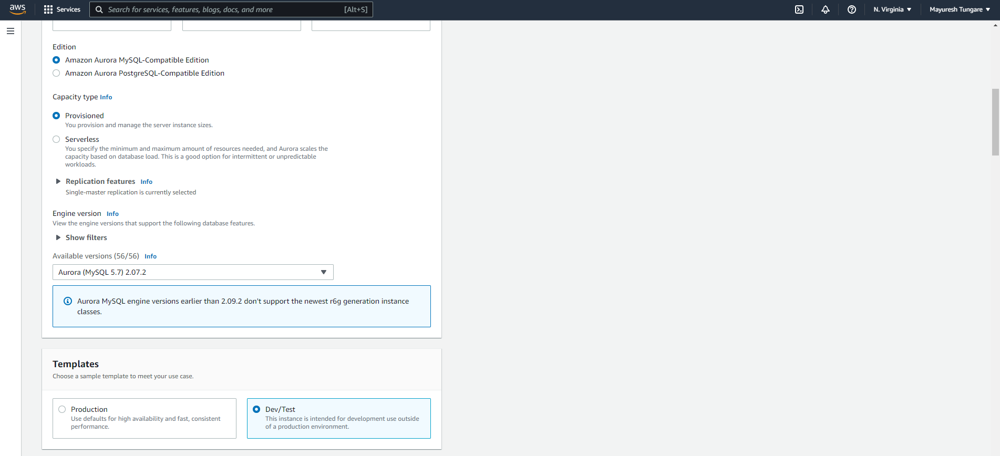 aws Services Search for services, features, blogs, docs, and more [Alt+S] N. Virginia Mayuresh Tungare
Edition
Amazon Aurora MySQL-Compatible Edition
Amazon Aurora PostgreSQL-Compatible Edition
Capacity type Info
Provisioned
You provision and manage the server instance sizes.
Serverless
You specify the minimum and maximum amount of resources needed, and Aurora scales the
capacity based on database load. This is a good option for intermittent or unpredictable
workloads.
Replication features Info
Single-master replication is currently selected
Engine version Info
View the engine versions that support the following database features.
Show filters
Available versions (56/56) Info
Aurora (MySQL 5.7) 2.07.2
Aurora MySQL engine versions earlier than 2.09.2 don't support the newest r6g generation instance
classes.
Templates
Choose a sample template to meet your use case.
Production
Use defaults for high availability and fast, consistent
performance.
Dev/Test
This instance is intended for development use outside
of a production environment.